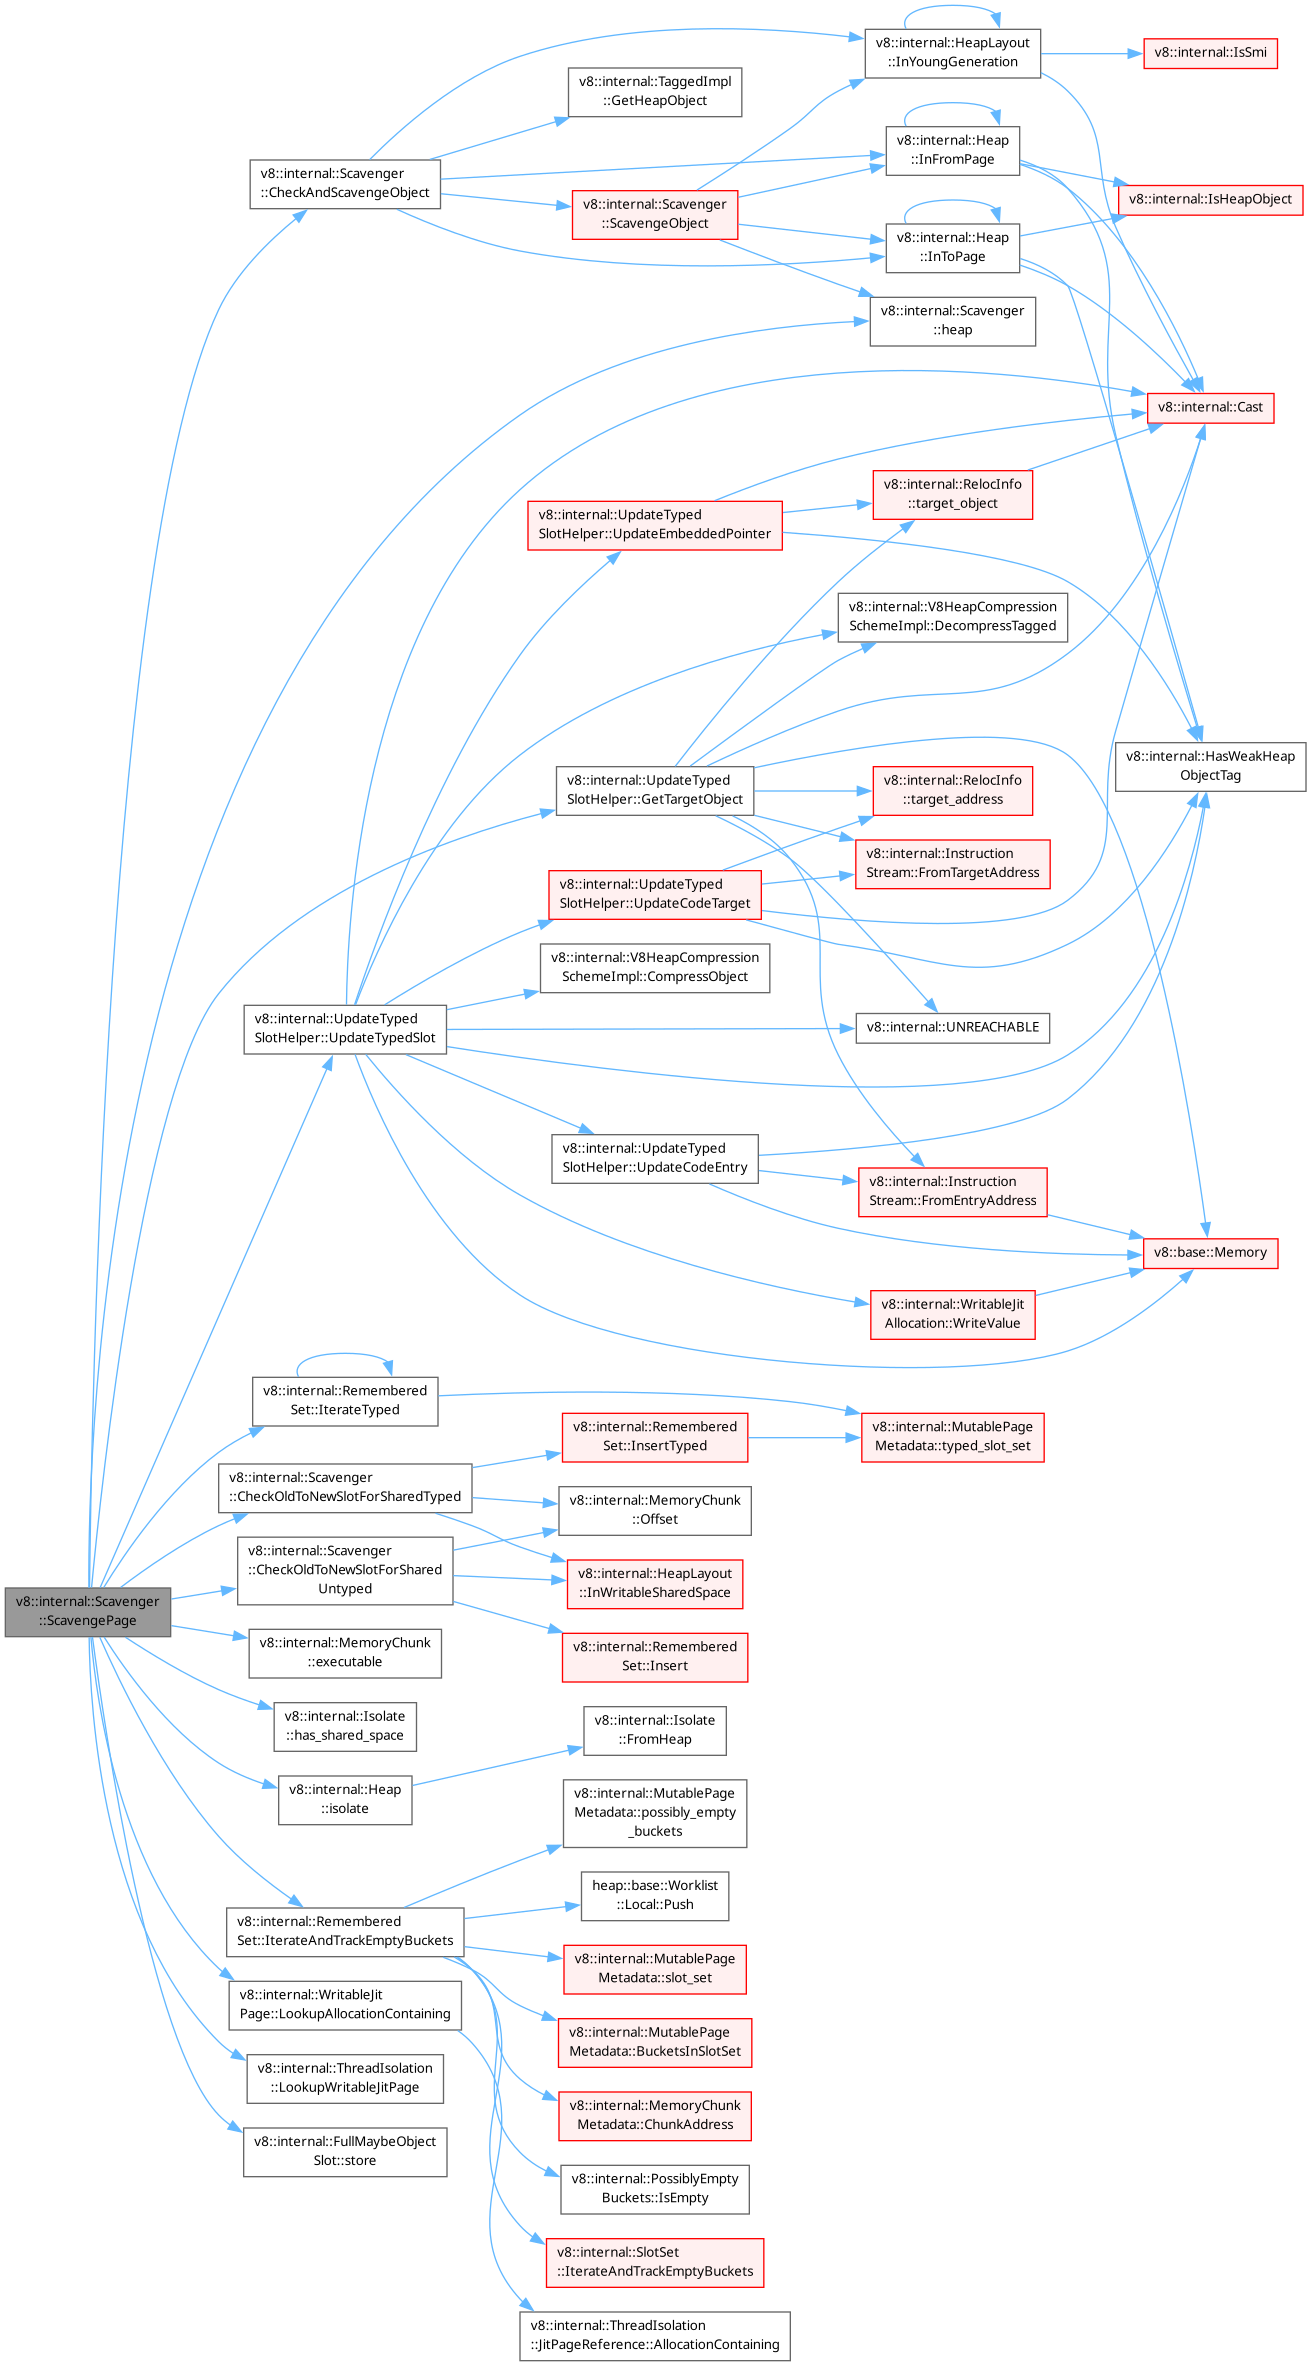 v8::internal::HeapLayout
::InYoungGeneration
v8::internal::IsSmi
v8::internal::TaggedImpl
::GetHeapObject
v8::internal::Heap
::InFromPage
v8::internal::Scavenger
::CheckAndScavengeObject
v8::internal::Scavenger
::ScavengeObject
v8::internal::IsHeapObject
v8::internal::Heap
::InToPage
v8::internal::Scavenger
::heap
v8::internal::Cast
v8::internal::RelocInfo
::target_object
v8::internal::UpdateTyped
SlotHelper::UpdateEmbeddedPointer
v8::internal::V8HeapCompression
SchemeImpl::DecompressTagged
v8::internal::HasWeakHeap
ObjectTag
v8::internal::UpdateTyped
SlotHelper::GetTargetObject
v8::internal::RelocInfo
::target_address
v8::internal::Instruction
Stream::FromTargetAddress
v8::internal::UpdateTyped
SlotHelper::UpdateCodeTarget
v8::internal::V8HeapCompression
SchemeImpl::CompressObject
v8::internal::UpdateTyped
SlotHelper::UpdateTypedSlot
v8::internal::UNREACHABLE
v8::internal::UpdateTyped
SlotHelper::UpdateCodeEntry
v8::internal::Instruction
Stream::FromEntryAddress
v8::base::Memory
v8::internal::WritableJit
Allocation::WriteValue
v8::internal::Remembered
Set::IterateTyped
v8::internal::Remembered
Set::InsertTyped
v8::internal::MutablePage
Metadata::typed_slot_set
v8::internal::Scavenger
::CheckOldToNewSlotForSharedTyped
v8::internal::MemoryChunk
::Offset
v8::internal::Scavenger
::CheckOldToNewSlotForShared
Untyped
v8::internal::HeapLayout
::InWritableSharedSpace
v8::internal::Scavenger
::ScavengePage
v8::internal::MemoryChunk
::executable
v8::internal::Remembered
Set::Insert
v8::internal::Isolate
::has_shared_space
v8::internal::Isolate
::FromHeap
v8::internal::Heap
::isolate
v8::internal::MutablePage
Metadata::possibly_empty
_buckets
heap::base::Worklist
::Local::Push
v8::internal::Remembered
Set::IterateAndTrackEmptyBuckets
v8::internal::MutablePage
Metadata::slot_set
v8::internal::WritableJit
Page::LookupAllocationContaining
v8::internal::MutablePage
Metadata::BucketsInSlotSet
v8::internal::ThreadIsolation
::LookupWritableJitPage
v8::internal::MemoryChunk
Metadata::ChunkAddress
v8::internal::FullMaybeObject
Slot::store
v8::internal::PossiblyEmpty
Buckets::IsEmpty
v8::internal::SlotSet
::IterateAndTrackEmptyBuckets
v8::internal::ThreadIsolation
::JitPageReference::AllocationContaining